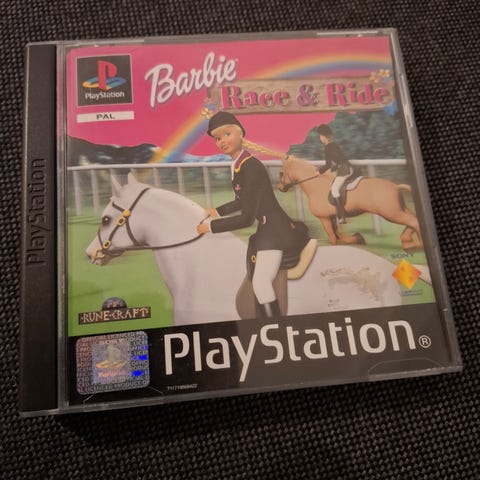 PlayStation
PlayStation
PAL
Barbie
Race & Ride
SONY
RUNECRAFT
PlayStation®